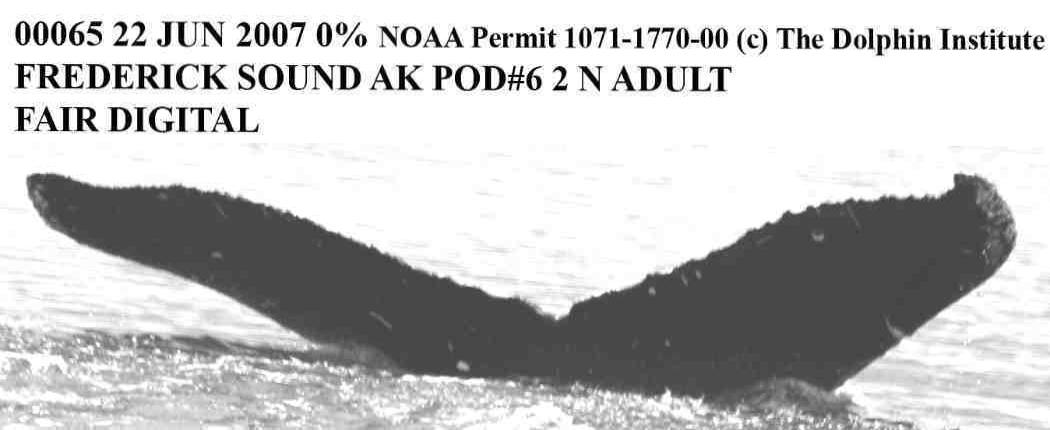 00065 22 JUN 2007 0% NOAA Permit 1071-1770-00 (c) The Dolphin Institute
FREDERICK SOUND AK POD#6 2 N ADULT
FAIR DIGITAL